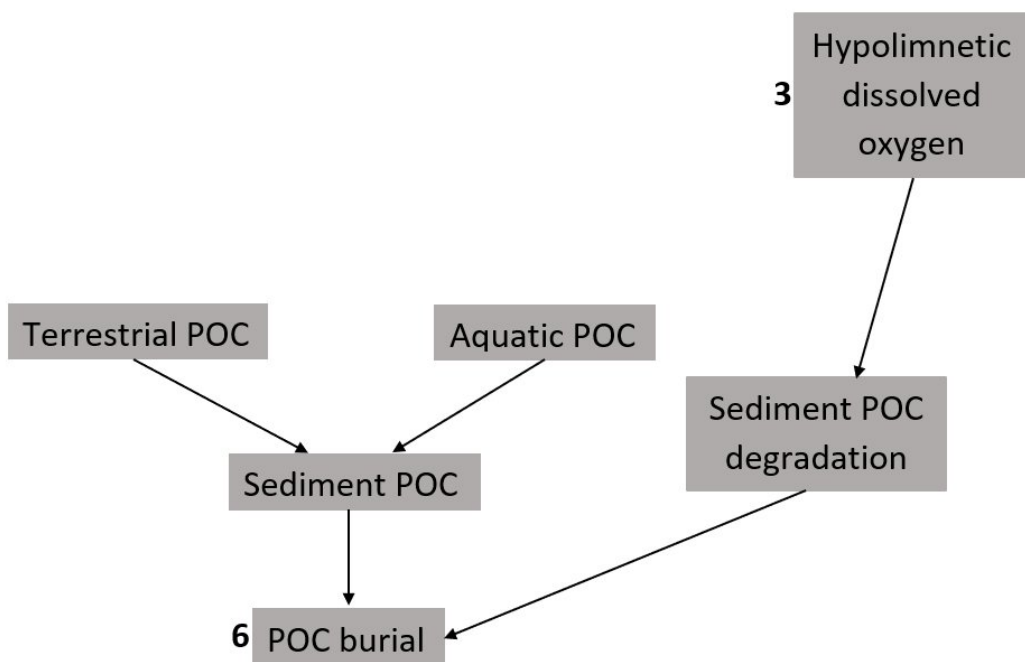 Hypolimnetic
3 dissolved
oxygen
Terrestrial POC
Aquatic POC
Sediment POC
degradation
Sediment POC
6 POC burial